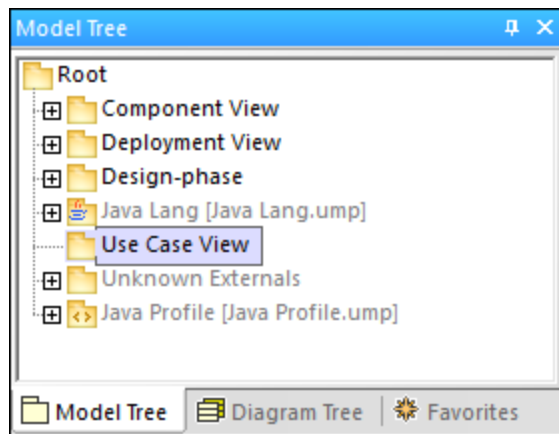 Model Tree
Root
Component View
Deployment View
Design-phase
Java Lang [Java Lang.ump]
Use Case View
Unknown Externals
Java Profile [Java Profile.ump]
Model Tree Diagram Tree Favorites